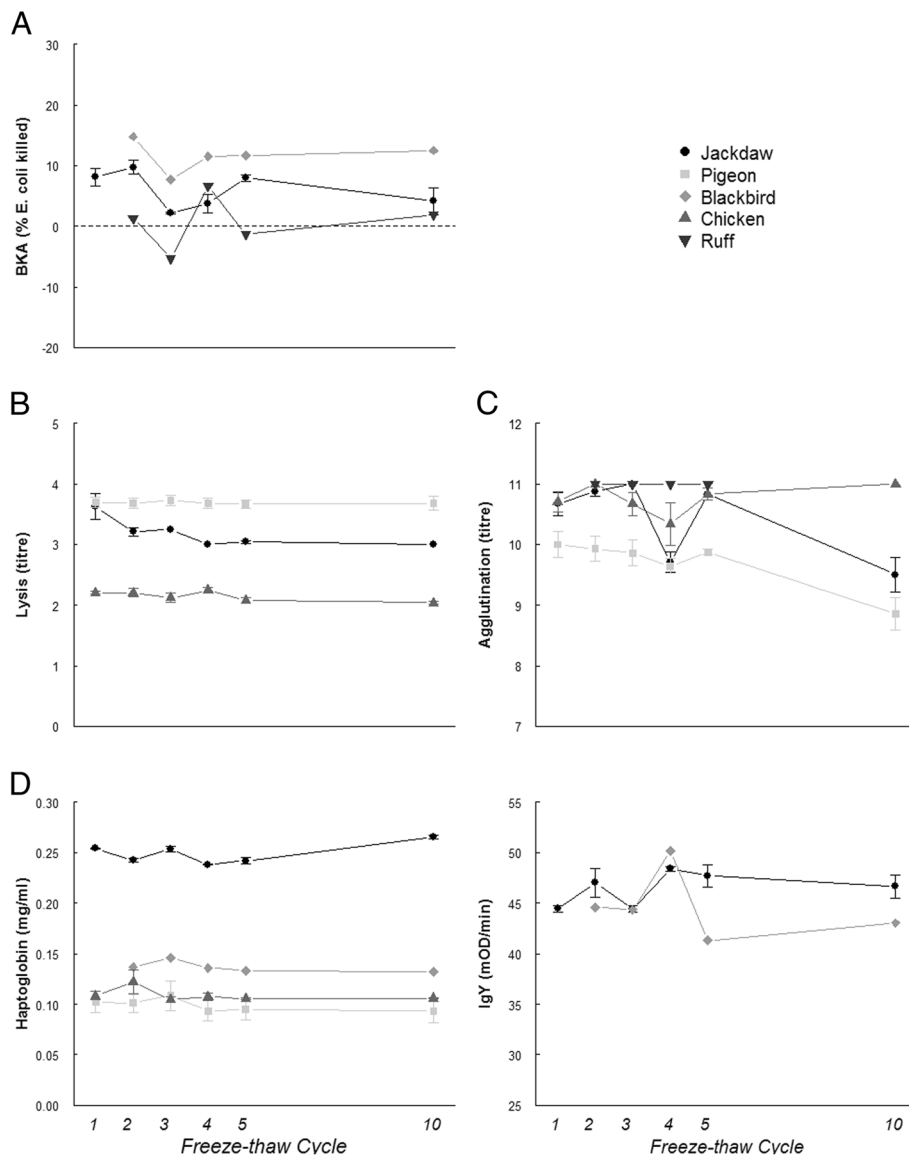 A
BKA (% E. coli killed)
30
20
10
0
-10
-20
Jackdaw
Pigeon
Blackbird
Chicken
Ruff
B
Lysis (titre)
5
4
3
2
1
0
C
Agglutination (titre)
12
11
10
9
8
7
D
Haptoglobin (mg/ml)
0.30
0.25
0.20
0.15
0.10
0.05
0.00
1 2 3 4 5 10
Freeze-thaw Cycle
IgY (mOD/min)
55
50
45
40
35
30
25
1 2 3 4 5 10
Freeze-thaw Cycle